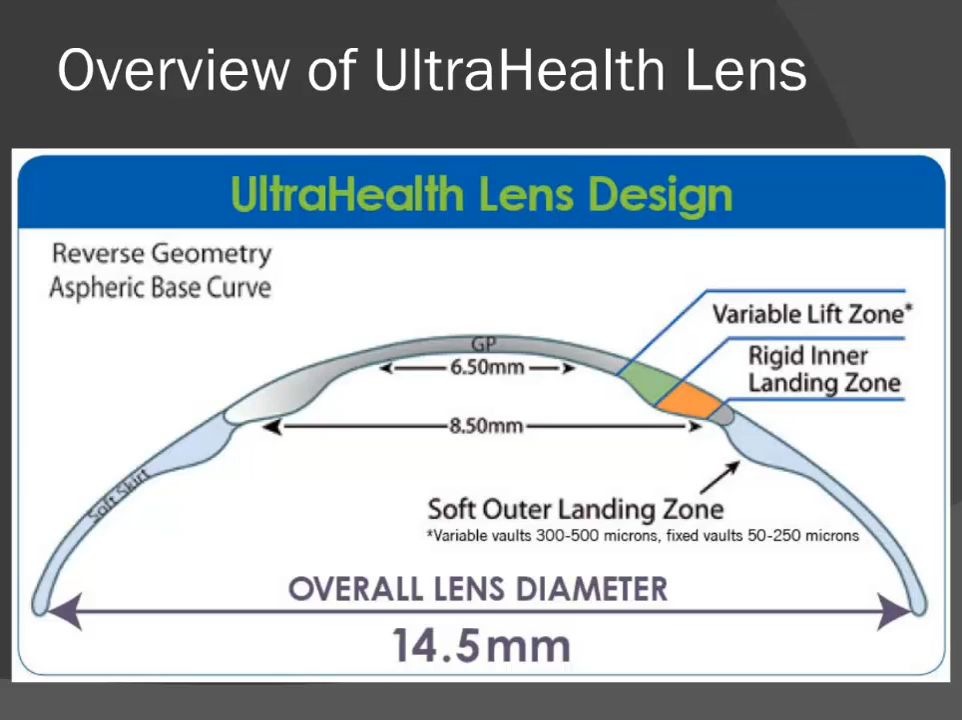 Overview of UltraHealth Lens
UltraHealth Lens Design
Reverse Geometry
Aspheric Base Curve
Variable Lift Zone*
GP
6.50mm
Rigid Inner
Landing Zone
8.50mm
Soft Skirt
Soft Outer Landing Zone
*Variable vaults 300-500 microns, fixed vaults 50-250 microns
OVERALL LENS DIAMETER
14.5mm